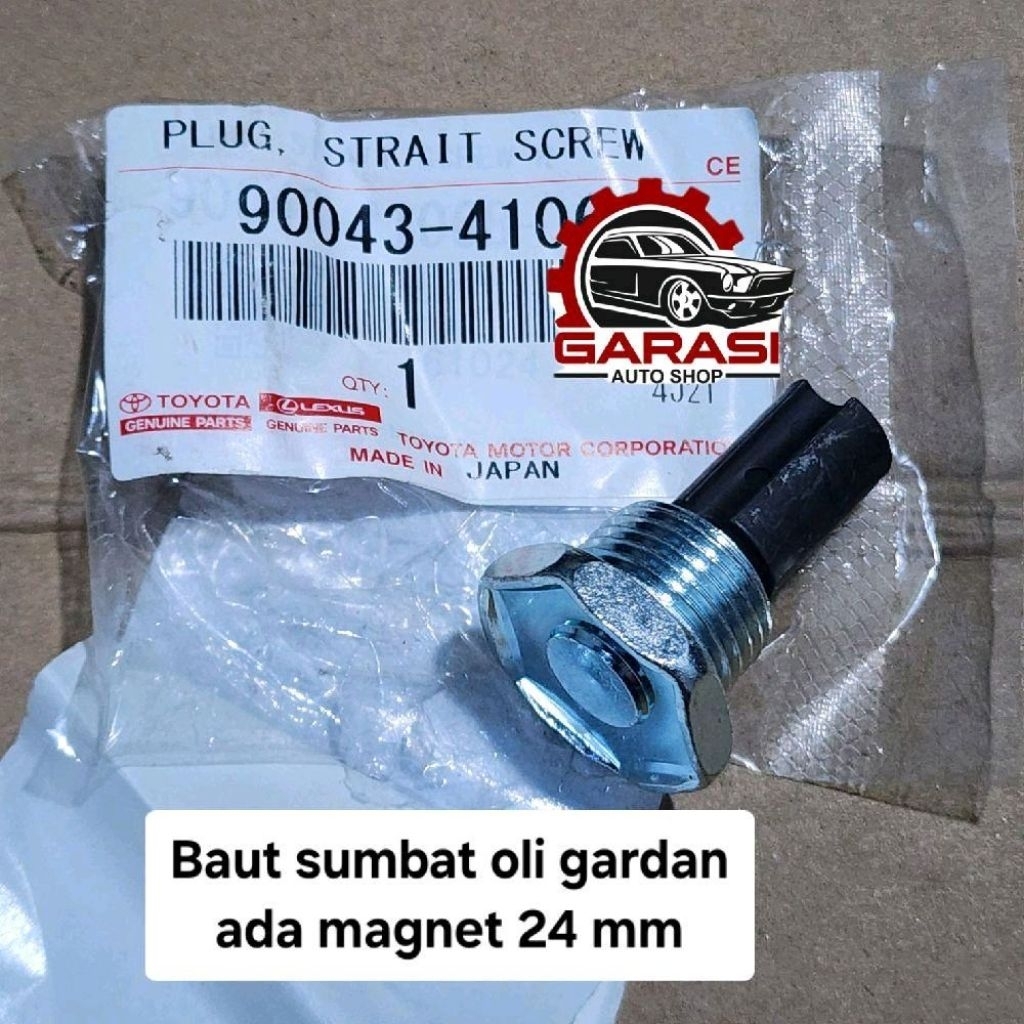 PLUG, STRAIT SCREW
CE
90043-410
GARASI
AUTO SHOP
QTY: 1
4J21
TOYOTA
GENUINE PARTS
LEXUS
GENUINE PARTS
TOYOTA MOTOR CORPORATIO
MADE IN JAPAN
Baut sumbat oli gardan
ada magnet 24 mm